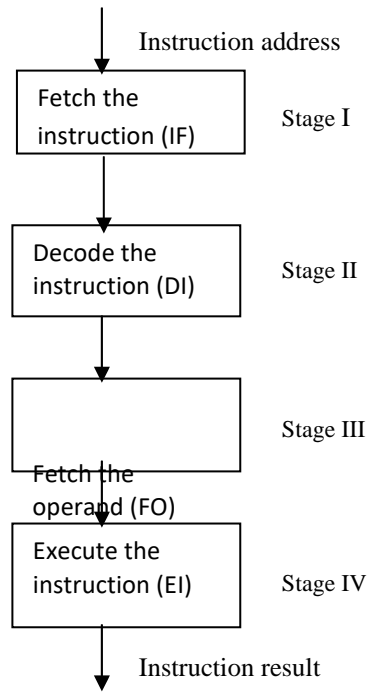 Instruction address
Fetch the
instruction (IF)
Stage I
Decode the
instruction (DI)
Stage II
Stage III
Fetch the
operand (FO)
Execute the
instruction (EI)
Stage IV
Instruction result